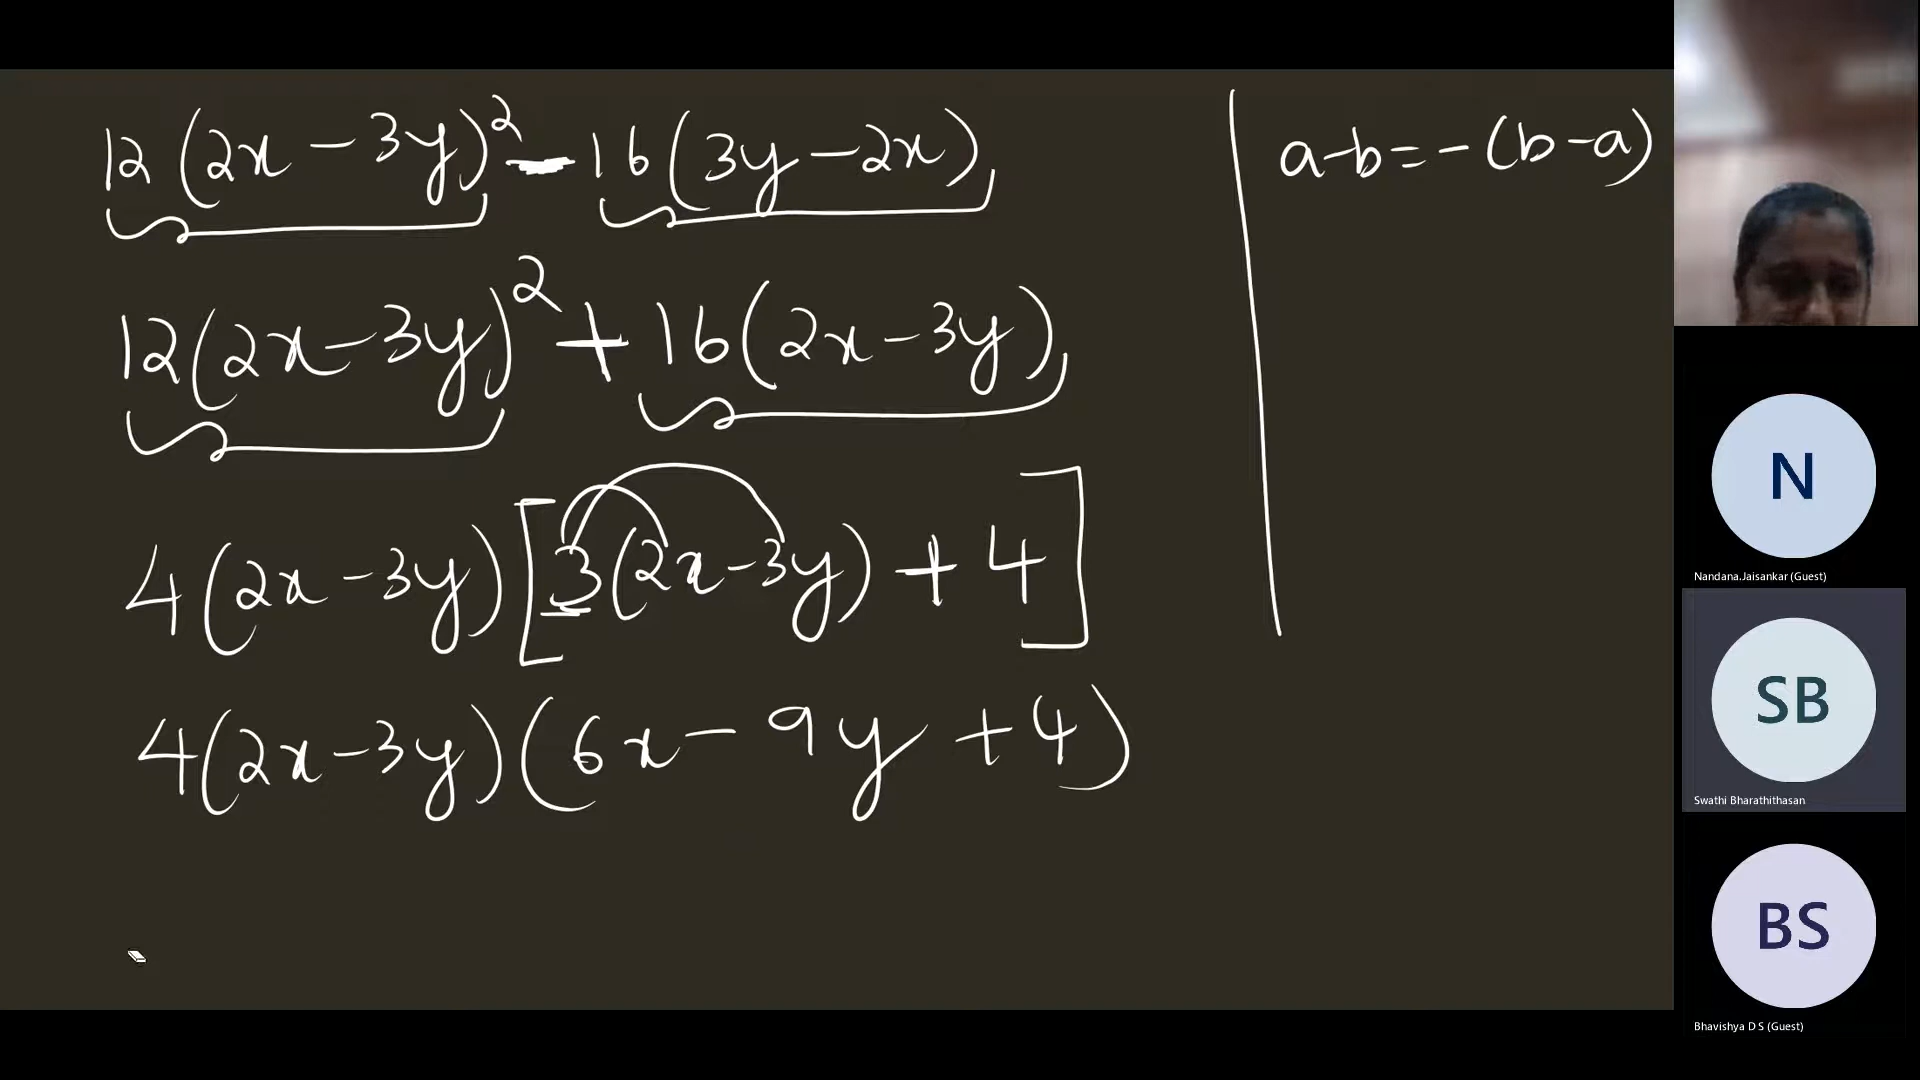 12(2x-3y)² - 16(3y-2x)
a-b=-(b-a)
12(2x-3y)² + 16(2x-3y)
4(2x-3y)[3(2x-3y)+4]
4(2x-3y)(6x-9y+4)
N
Nandana.Jaisankar (Guest)
SB
Swathi Bharathithasan
BS
Bhavishya D S (Guest)